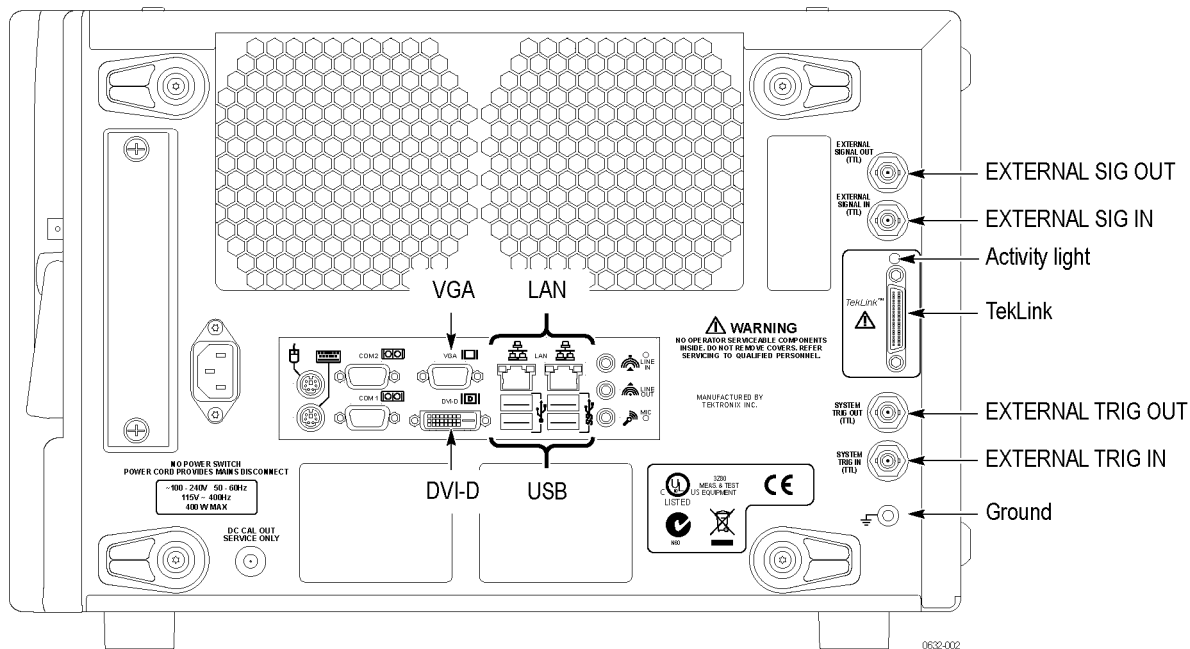 EXTERNAL
SIGNAL OUT
(TTL)
EXTERNAL SIG OUT
EXTERNAL
SIGNAL IN
(TTL)
EXTERNAL SIG IN
Activity light
TekLink™
TekLink
VGA
LAN
WARNING
NO OPERATOR SERVICEABLE COMPONENTS
INSIDE. DO NOT REMOVE COVERS. REFER
SERVICING TO QUALIFIED PERSONNEL.
COM2
VGA
LAN
LINE
IN
COM 1
DVI-D
D
SS
LINE
OUT
MIC
MANUFACTURED BY
TEKTRONIX INC.
SYSTEM
TRIG OUT
(TTL)
EXTERNAL TRIG OUT
SYSTEM
TRIG IN
(TTL)
EXTERNAL TRIG IN
NO POWER SWITCH
POWER CORD PROVIDES MAINS DISCONNECT
~100 - 240V 50 - 60Hz
115V ~ 400Hz
400 W MAX
DVI-D
USB
C UL US
LISTED
3Z80
MEAS. & TEST
EQUIPMENT
CE
N60
Ground
DC CAL OUT
SERVICE ONLY
0632-002